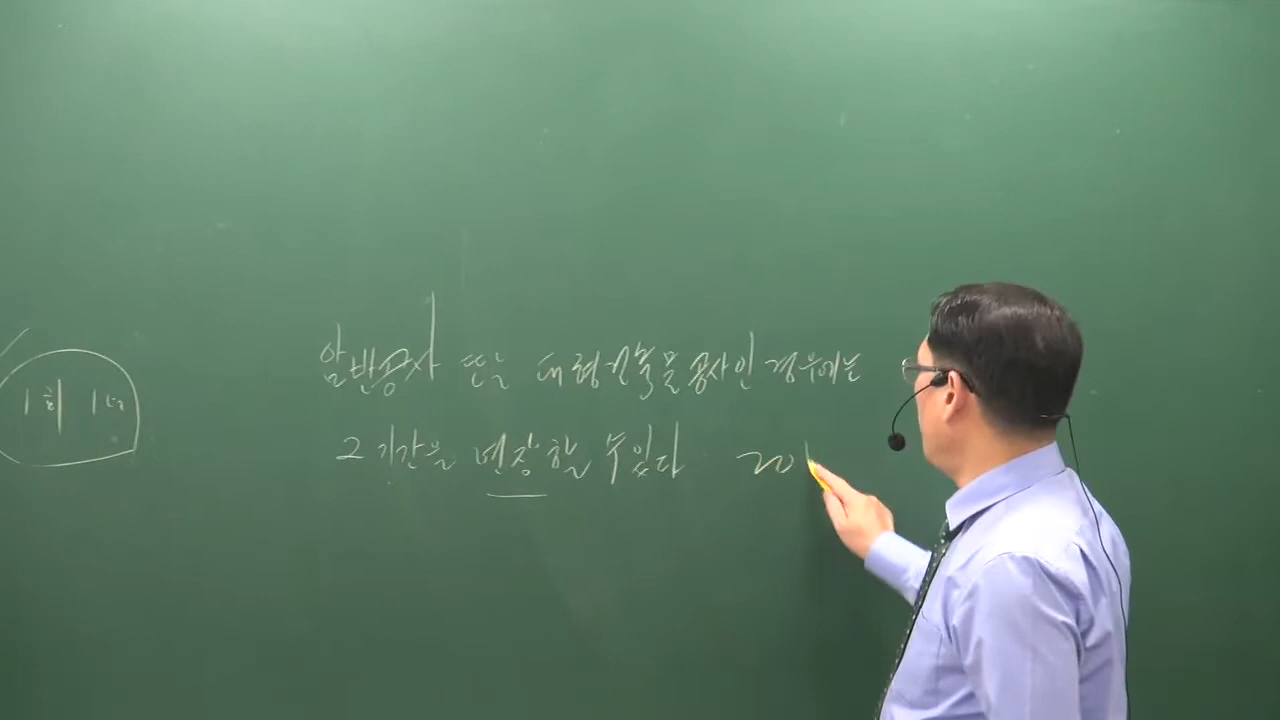 1회 1년
암반공사 또는 대형건축물공사인 경우에는
그 기간을 연장할 수 있다 201